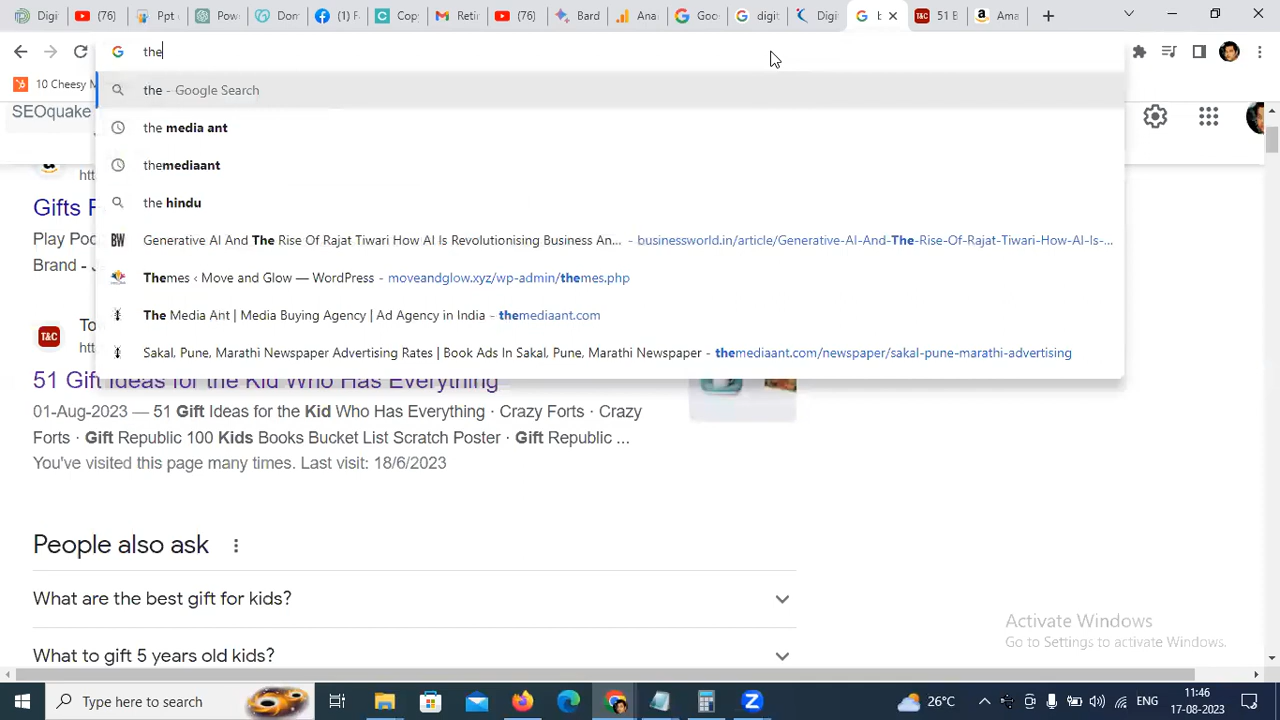 Digi
(76)
Ppt
Pow
Don
(1) F
Cop
Reti
(76)
Bard
Ana
Goo
digit
Digi
b
51 B
Ama
the
10 Cheesy M
the - Google Search
SEOquake
the media ant
themediaant
htt
the hindu
Gifts F
Generative AI And The Rise Of Rajat Tiwari How AI Is Revolutionising Business An... - businessworld.in/article/Generative-AI-And-The-Rise-Of-Rajat-Tiwari-How-AI-Is-...
Play Poc
Brand - J
Themes ‹ Move and Glow — WordPress - moveandglow.xyz/wp-admin/themes.php
The Media Ant | Media Buying Agency | Ad Agency in India - themediaant.com
T&C
To
htt
Sakal, Pune, Marathi Newspaper Advertising Rates | Book Ads In Sakal, Pune, Marathi Newspaper - themediaant.com/newspaper/sakal-pune-marathi-advertising
51 Gift Ideas for the Kid Who Has Everything
01-Aug-2023 — 51 Gift Ideas for the Kid Who Has Everything · Crazy Forts · Crazy
Forts · Gift Republic 100 Kids Books Bucket List Scratch Poster · Gift Republic ...
You've visited this page many times. Last visit: 18/6/2023
People also ask
What are the best gift for kids?
Activate Windows
Go to Settings to activate Windows.
What to gift 5 years old kids?
Type here to search
26°C
ENG
11:46
17-08-2023